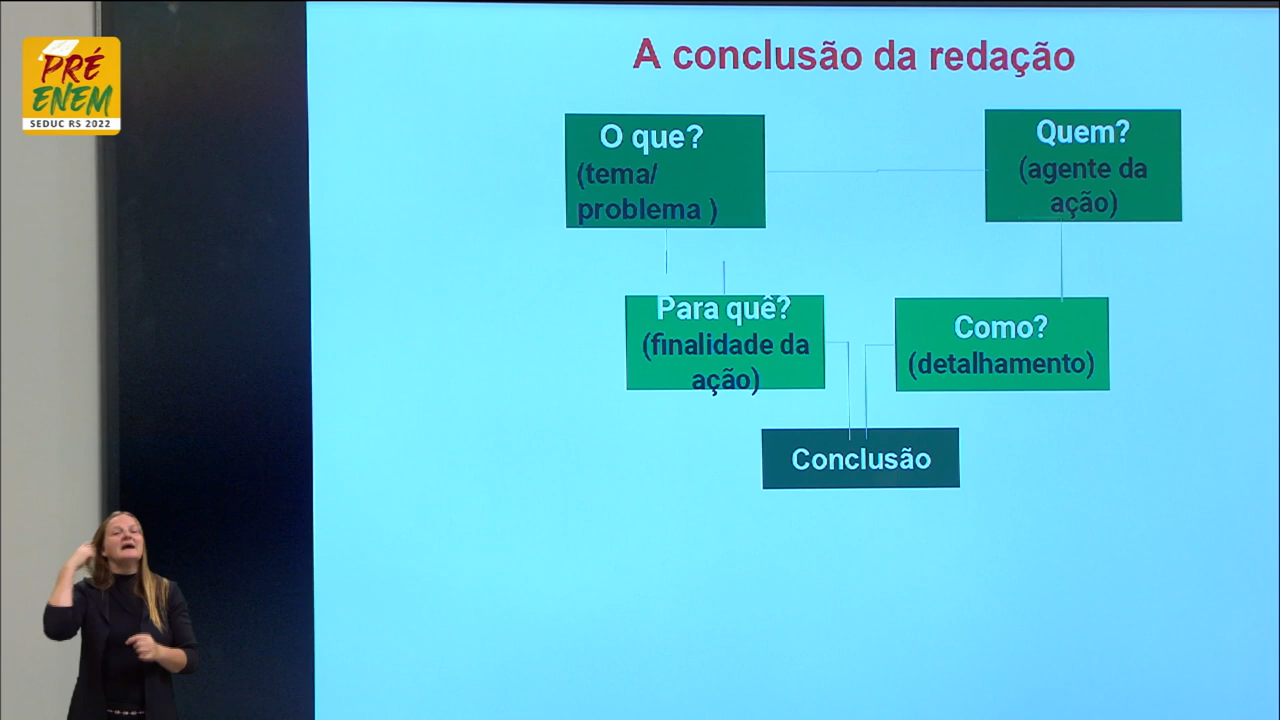 PRÉ
ENEM
SEDUC RS 2022
A conclusão da redação
O que?
(tema/
problema )
Quem?
(agente da
ação)
Para quê?
(finalidade da
ação)
Como?
(detalhamento)
Conclusão